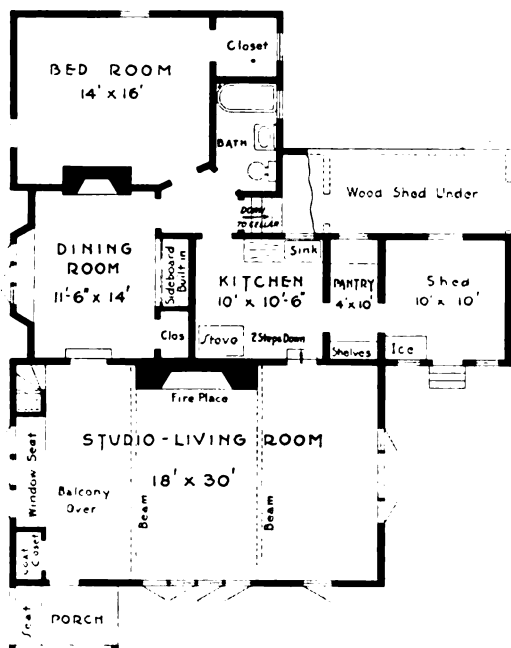 Closet
BED ROOM
14' x 16'
BATH
Wood Shed Under
DOWN
TO CELLAR
DINING
ROOM
11'-6" x 14'
Sideboard
Built in
Sink
KITCHEN
10' x 10'-6"
PANTRY
4' x 10'
Shed
10' x 10'
Clos
Stove
2 Steps Down
Shelves
Ice
Fire Place
STUDIO - LIVING ROOM
18' x 30'
Window Seat
Balcony
Over
Beam
Beam
Coat
Closet
Seat
PORCH